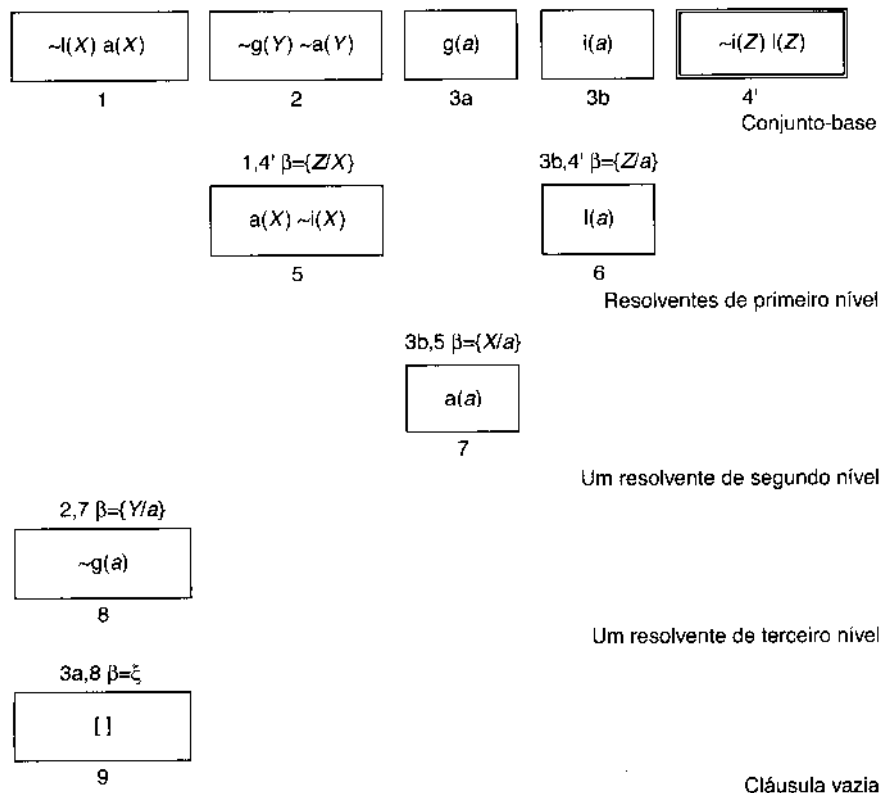 ~l(X) a(X) ~g(Y) ~a(Y) g(a) i(a) ~i(Z) l(Z)
1 2 3a 3b 4'
Conjunto-base
1,4' β={Z/X} 3b,4' β={Z/a}
a(X) ~i(X) l(a)
5 6
Resolventes de primeiro nível
3b,5 β={X/a}
a(a)
7
Um resolvente de segundo nível
2,7 β={Y/a}
~g(a)
8
Um resolvente de terceiro nível
3a,8 β=ξ
[ ]
9
Cláusula vazia